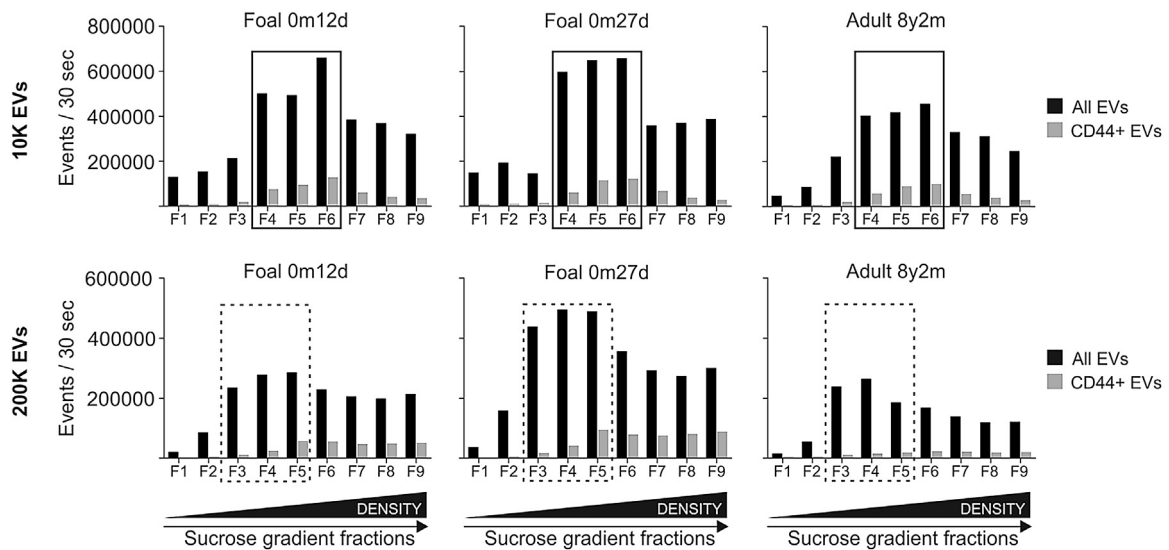 Foal 0m12d Foal 0m27d Adult 8y2m
10K EVs
Events / 30 sec
800000
600000
400000
200000
All EVs
CD44+ EVs
F1 F2 F3 F4 F5 F6 F7 F8 F9 F1 F2 F3 F4 F5 F6 F7 F8 F9 F1 F2 F3 F4 F5 F6 F7 F8 F9
Foal 0m12d Foal 0m27d Adult 8y2m
200K EVs
Events / 30 sec
600000
400000
200000
All EVs
CD44+ EVs
F1 F2 F3 F4 F5 F6 F7 F8 F9 F1 F2 F3 F4 F5 F6 F7 F8 F9 F1 F2 F3 F4 F5 F6 F7 F8 F9
DENSITY DENSITY DENSITY
Sucrose gradient fractions Sucrose gradient fractions Sucrose gradient fractions